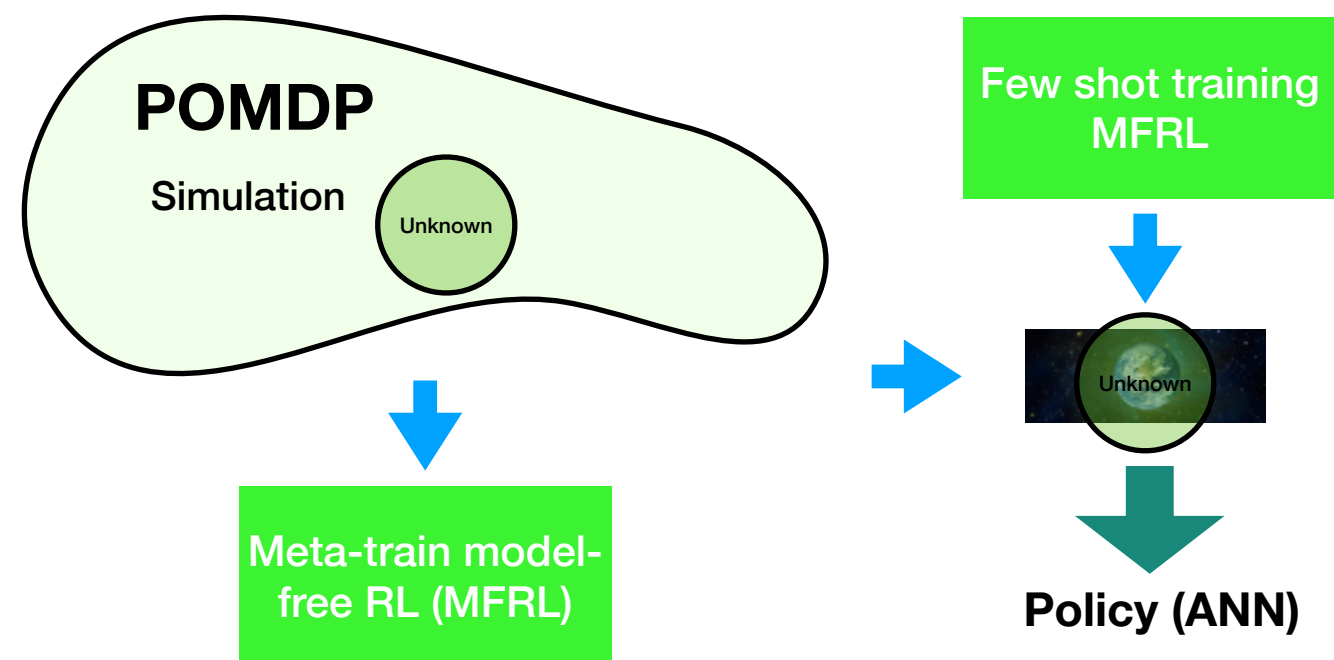 POMDP
Simulation
Unknown
Meta-train model-
free RL (MFRL)
Few shot training
MFRL
Unknown
Policy (ANN)